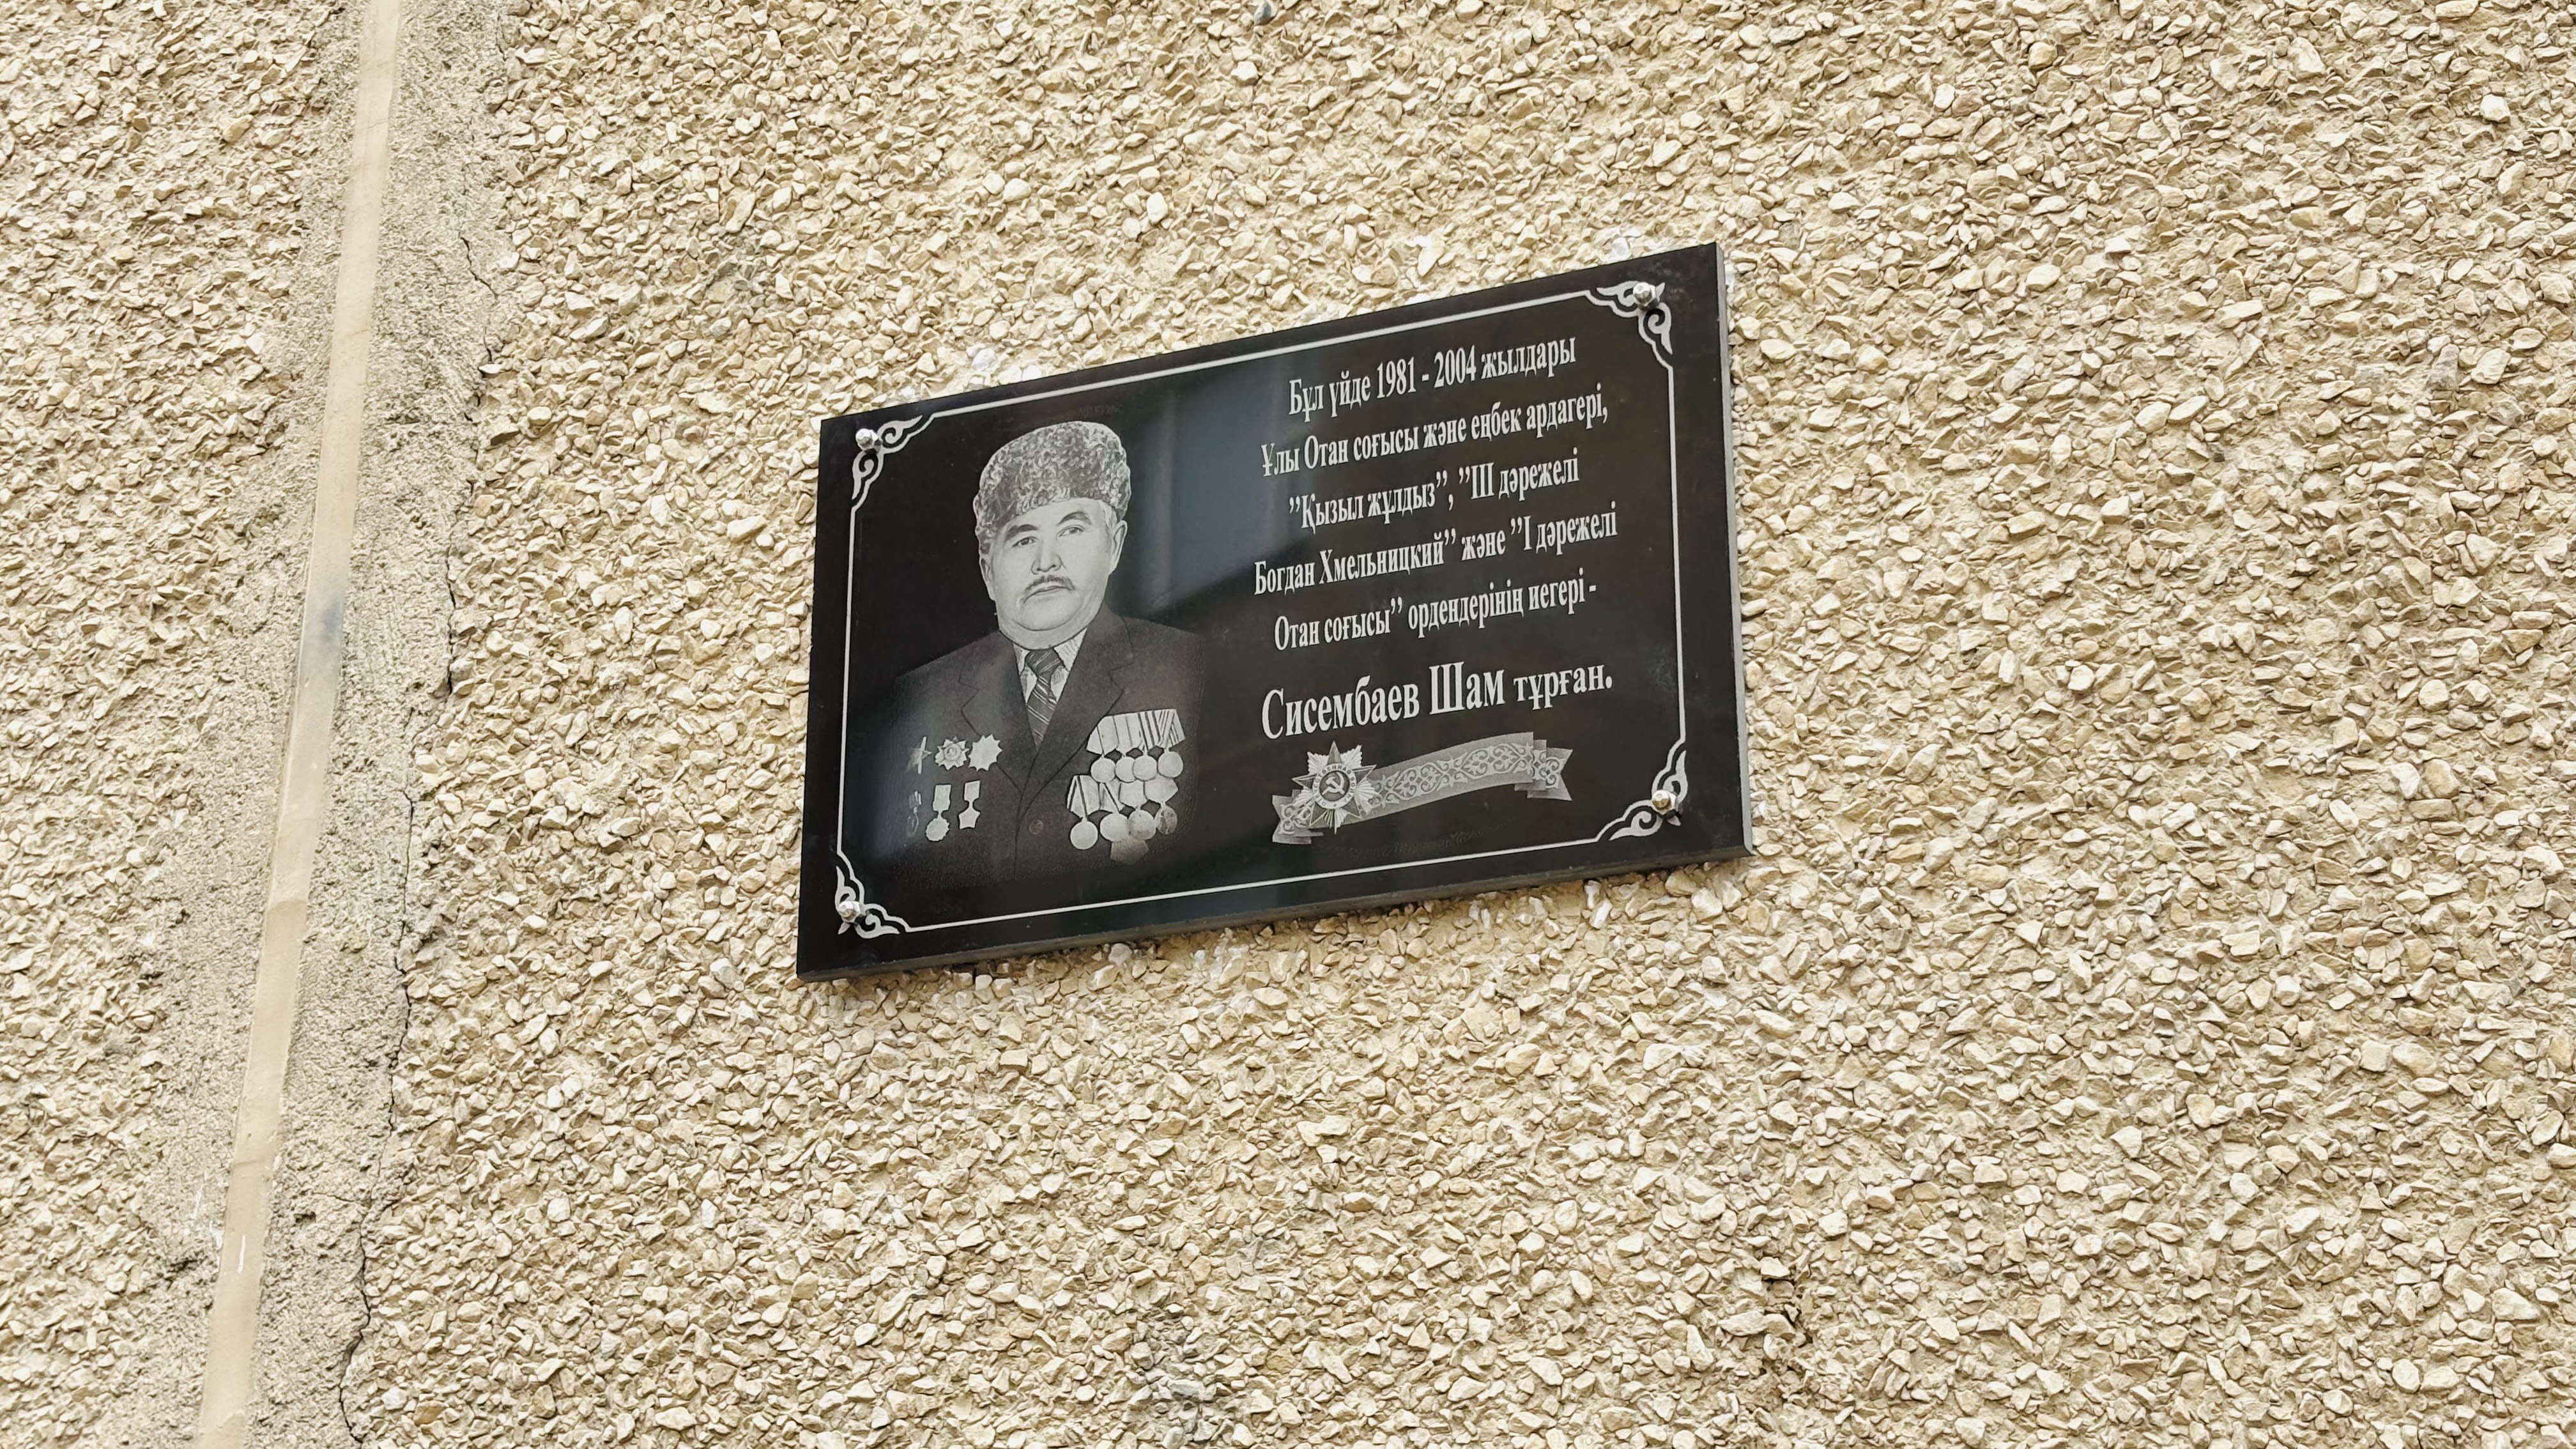 Бұл үйде 1981 - 2004 жылдары
Ұлы Отан соғысы және еңбек ардагері,
”Қызыл жұлдыз”, ”III дәрежелі
Богдан Хмельницкий” және ”I дәрежелі
Отан соғысы” ордендерінің иегері -
Сисембаев Шам тұрған.